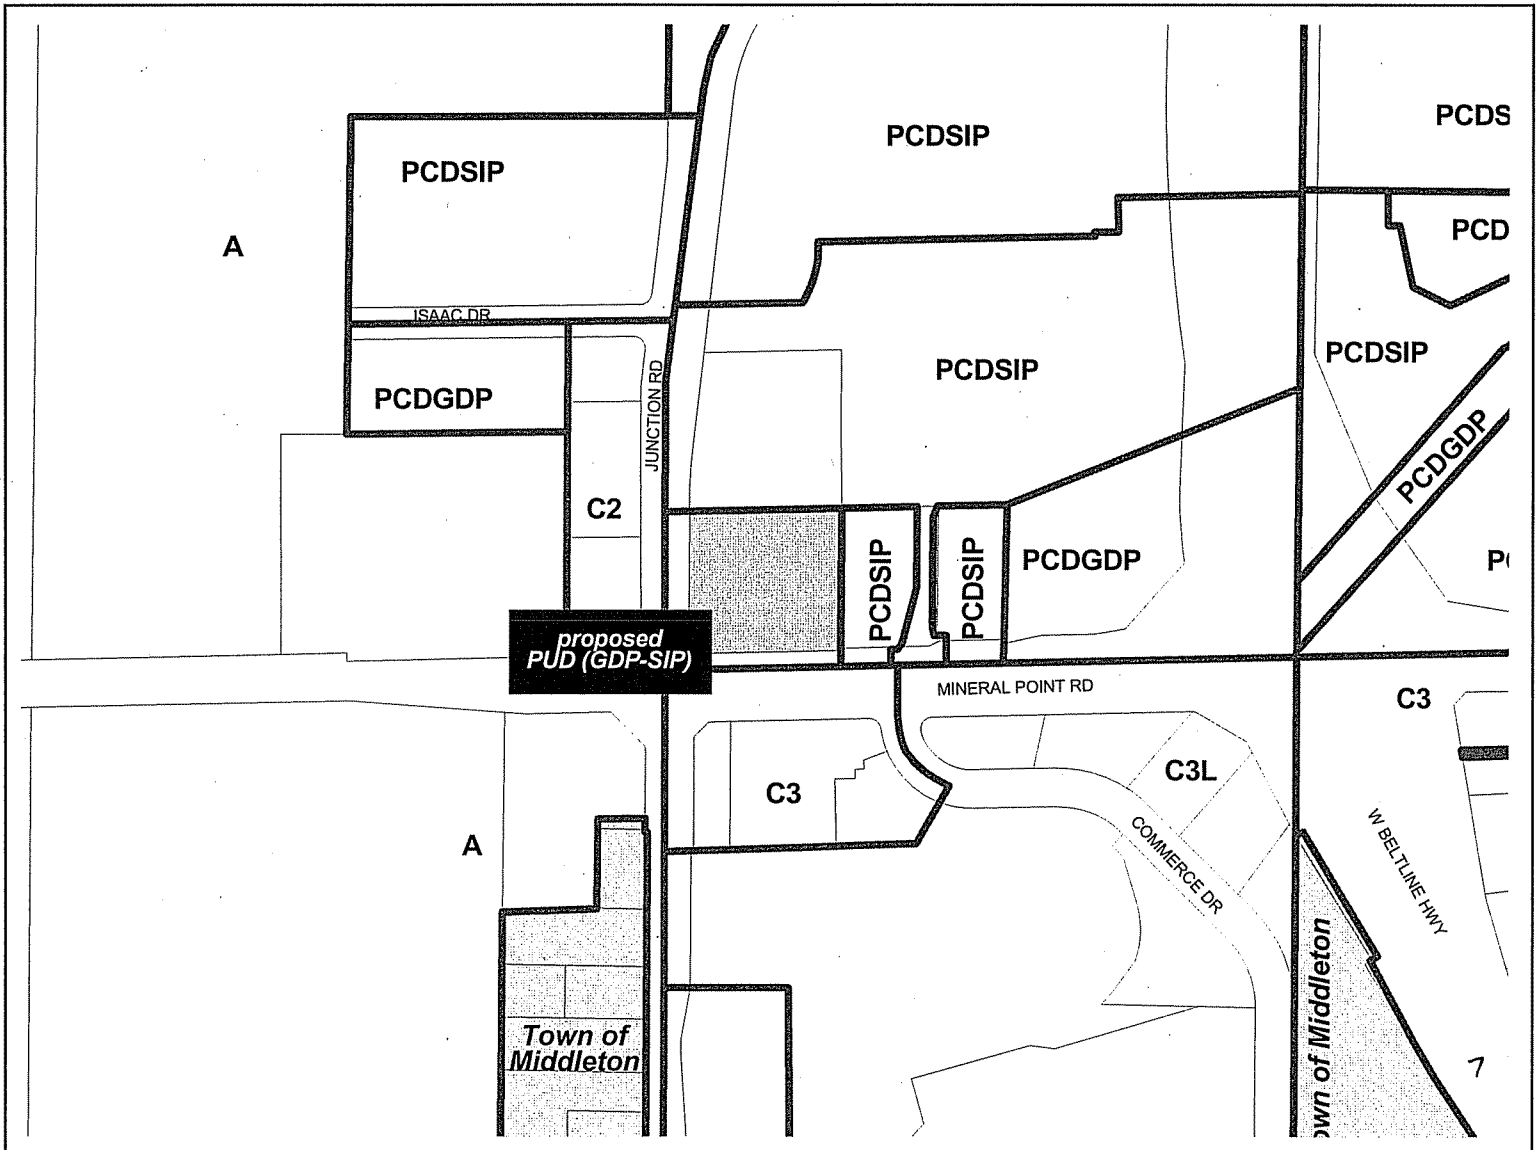 PCDS
PCDSIP
PCDSIP
PCD
A
ISAAC DR
PCDSIP
PCDSIP
PCDGDP
JUNCTION RD
PCDGDP
C2
PCDSIP
PCDSIP
PCDGDP
P
proposed
PUD (GDP-SIP)
MINERAL POINT RD
C3
C3L
C3
A
COMMERCE DR
W BELTLINE HWY
Town of
Middleton
own of Middleton
7